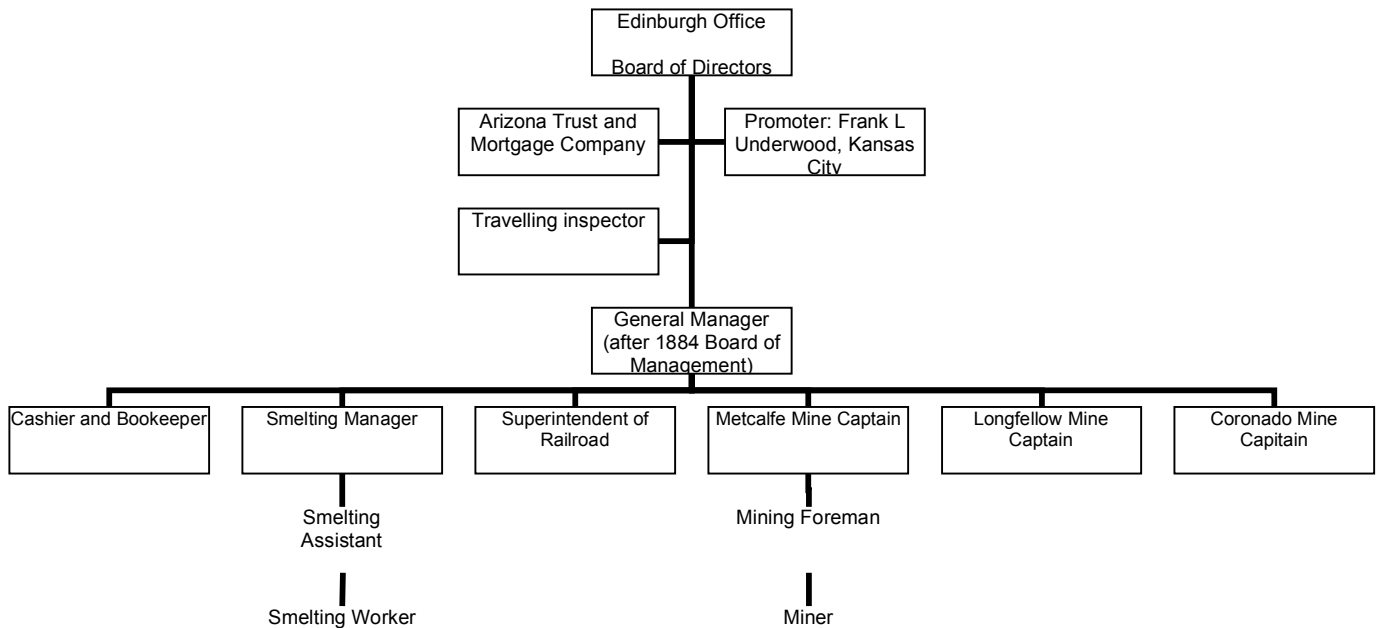 Edinburgh Office
Board of Directors
Arizona Trust and
Mortgage Company
Promoter: Frank L
Underwood, Kansas
City
Travelling inspector
General Manager
(after 1884 Board of
Management)
Cashier and Bookeeper
Smelting Manager
Superintendent of
Railroad
Metcalfe Mine Captain
Longfellow Mine
Captain
Coronado Mine
Capitain
Smelting
Assistant
Mining Foreman
Smelting Worker
Miner